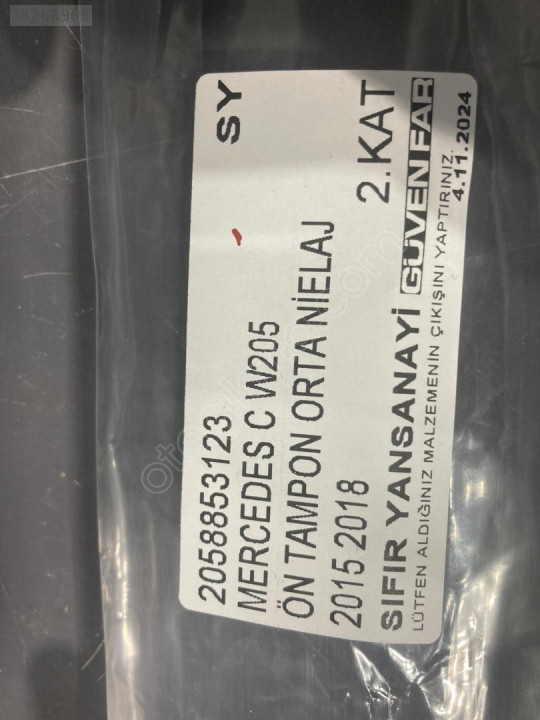 2058853123 SY
MERCEDES C W205
ÖN TAMPON ORTA NİELAJ
2015 2018 2.KAT
SIFIR YANSANAYİ GÜVEN FAR
LÜTFEN ALDIĞINIZ MALZEMENİN ÇIKIŞINI YAPTIRINIZ.
4.11.2024